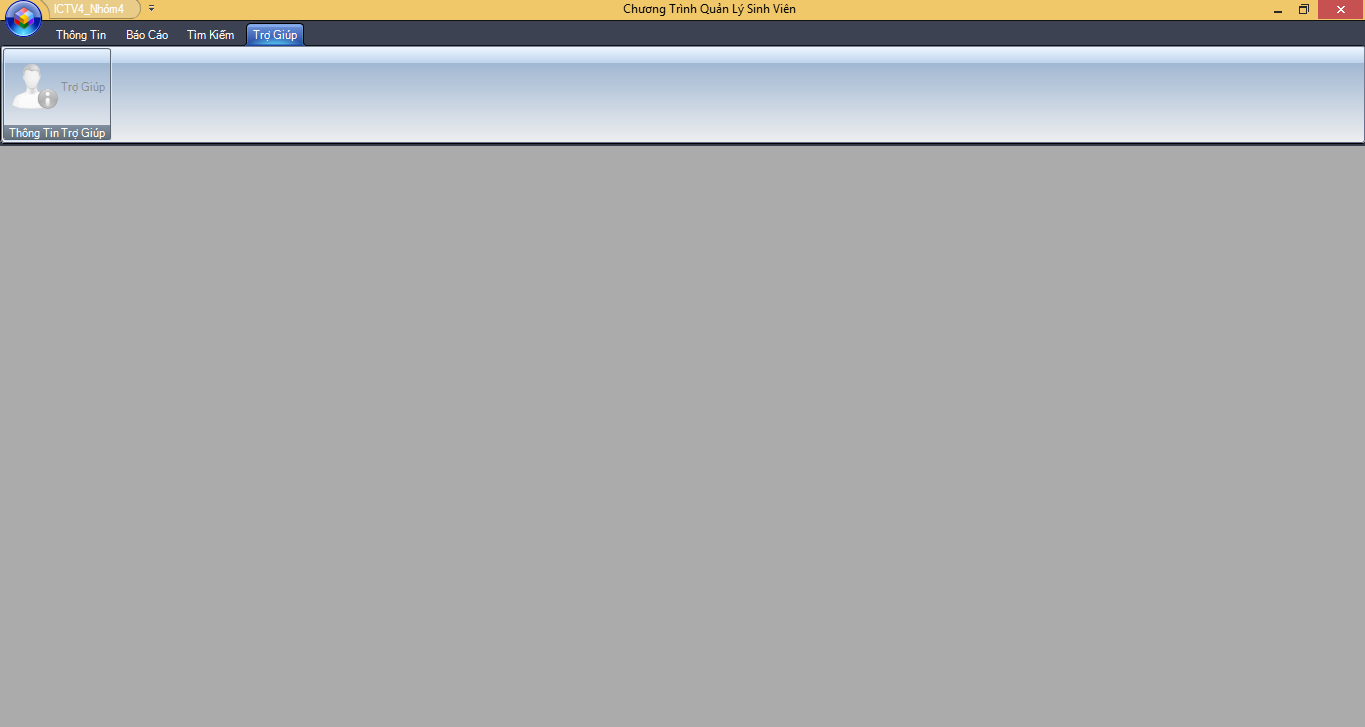 ICTV4_Nhóm4
Chương Trình Quản Lý Sinh Viên
Thông Tin Báo Cáo Tìm Kiếm Trợ Giúp
Trợ Giúp
Thông Tin Trợ Giúp